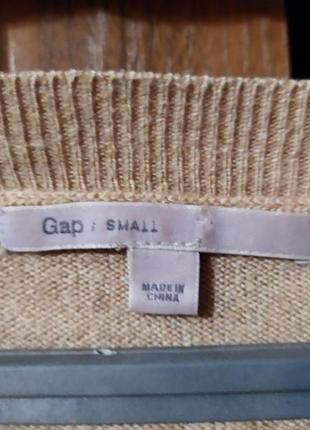 Gap / SMALL
MADE IN
CHINA